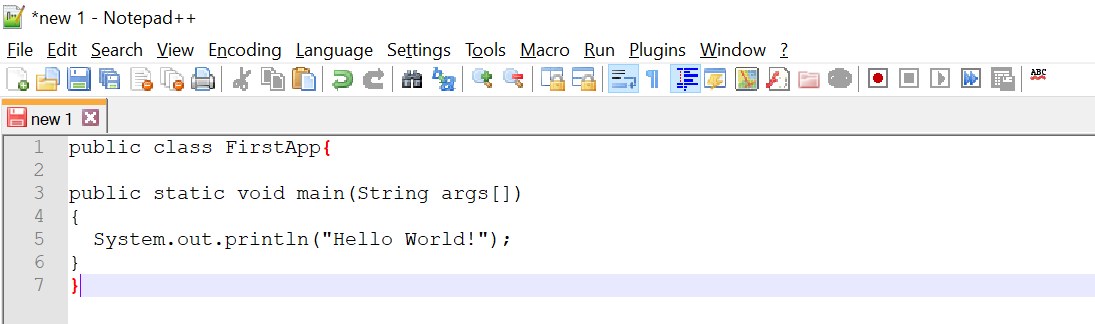 *new 1 - Notepad++
File Edit Search View Encoding Language Settings Tools Macro Run Plugins Window ?
ABC
new 1
1 public class FirstApp{
2
3 public static void main(String args[])
4 {
5   System.out.println("Hello World!");
6 }
7 }